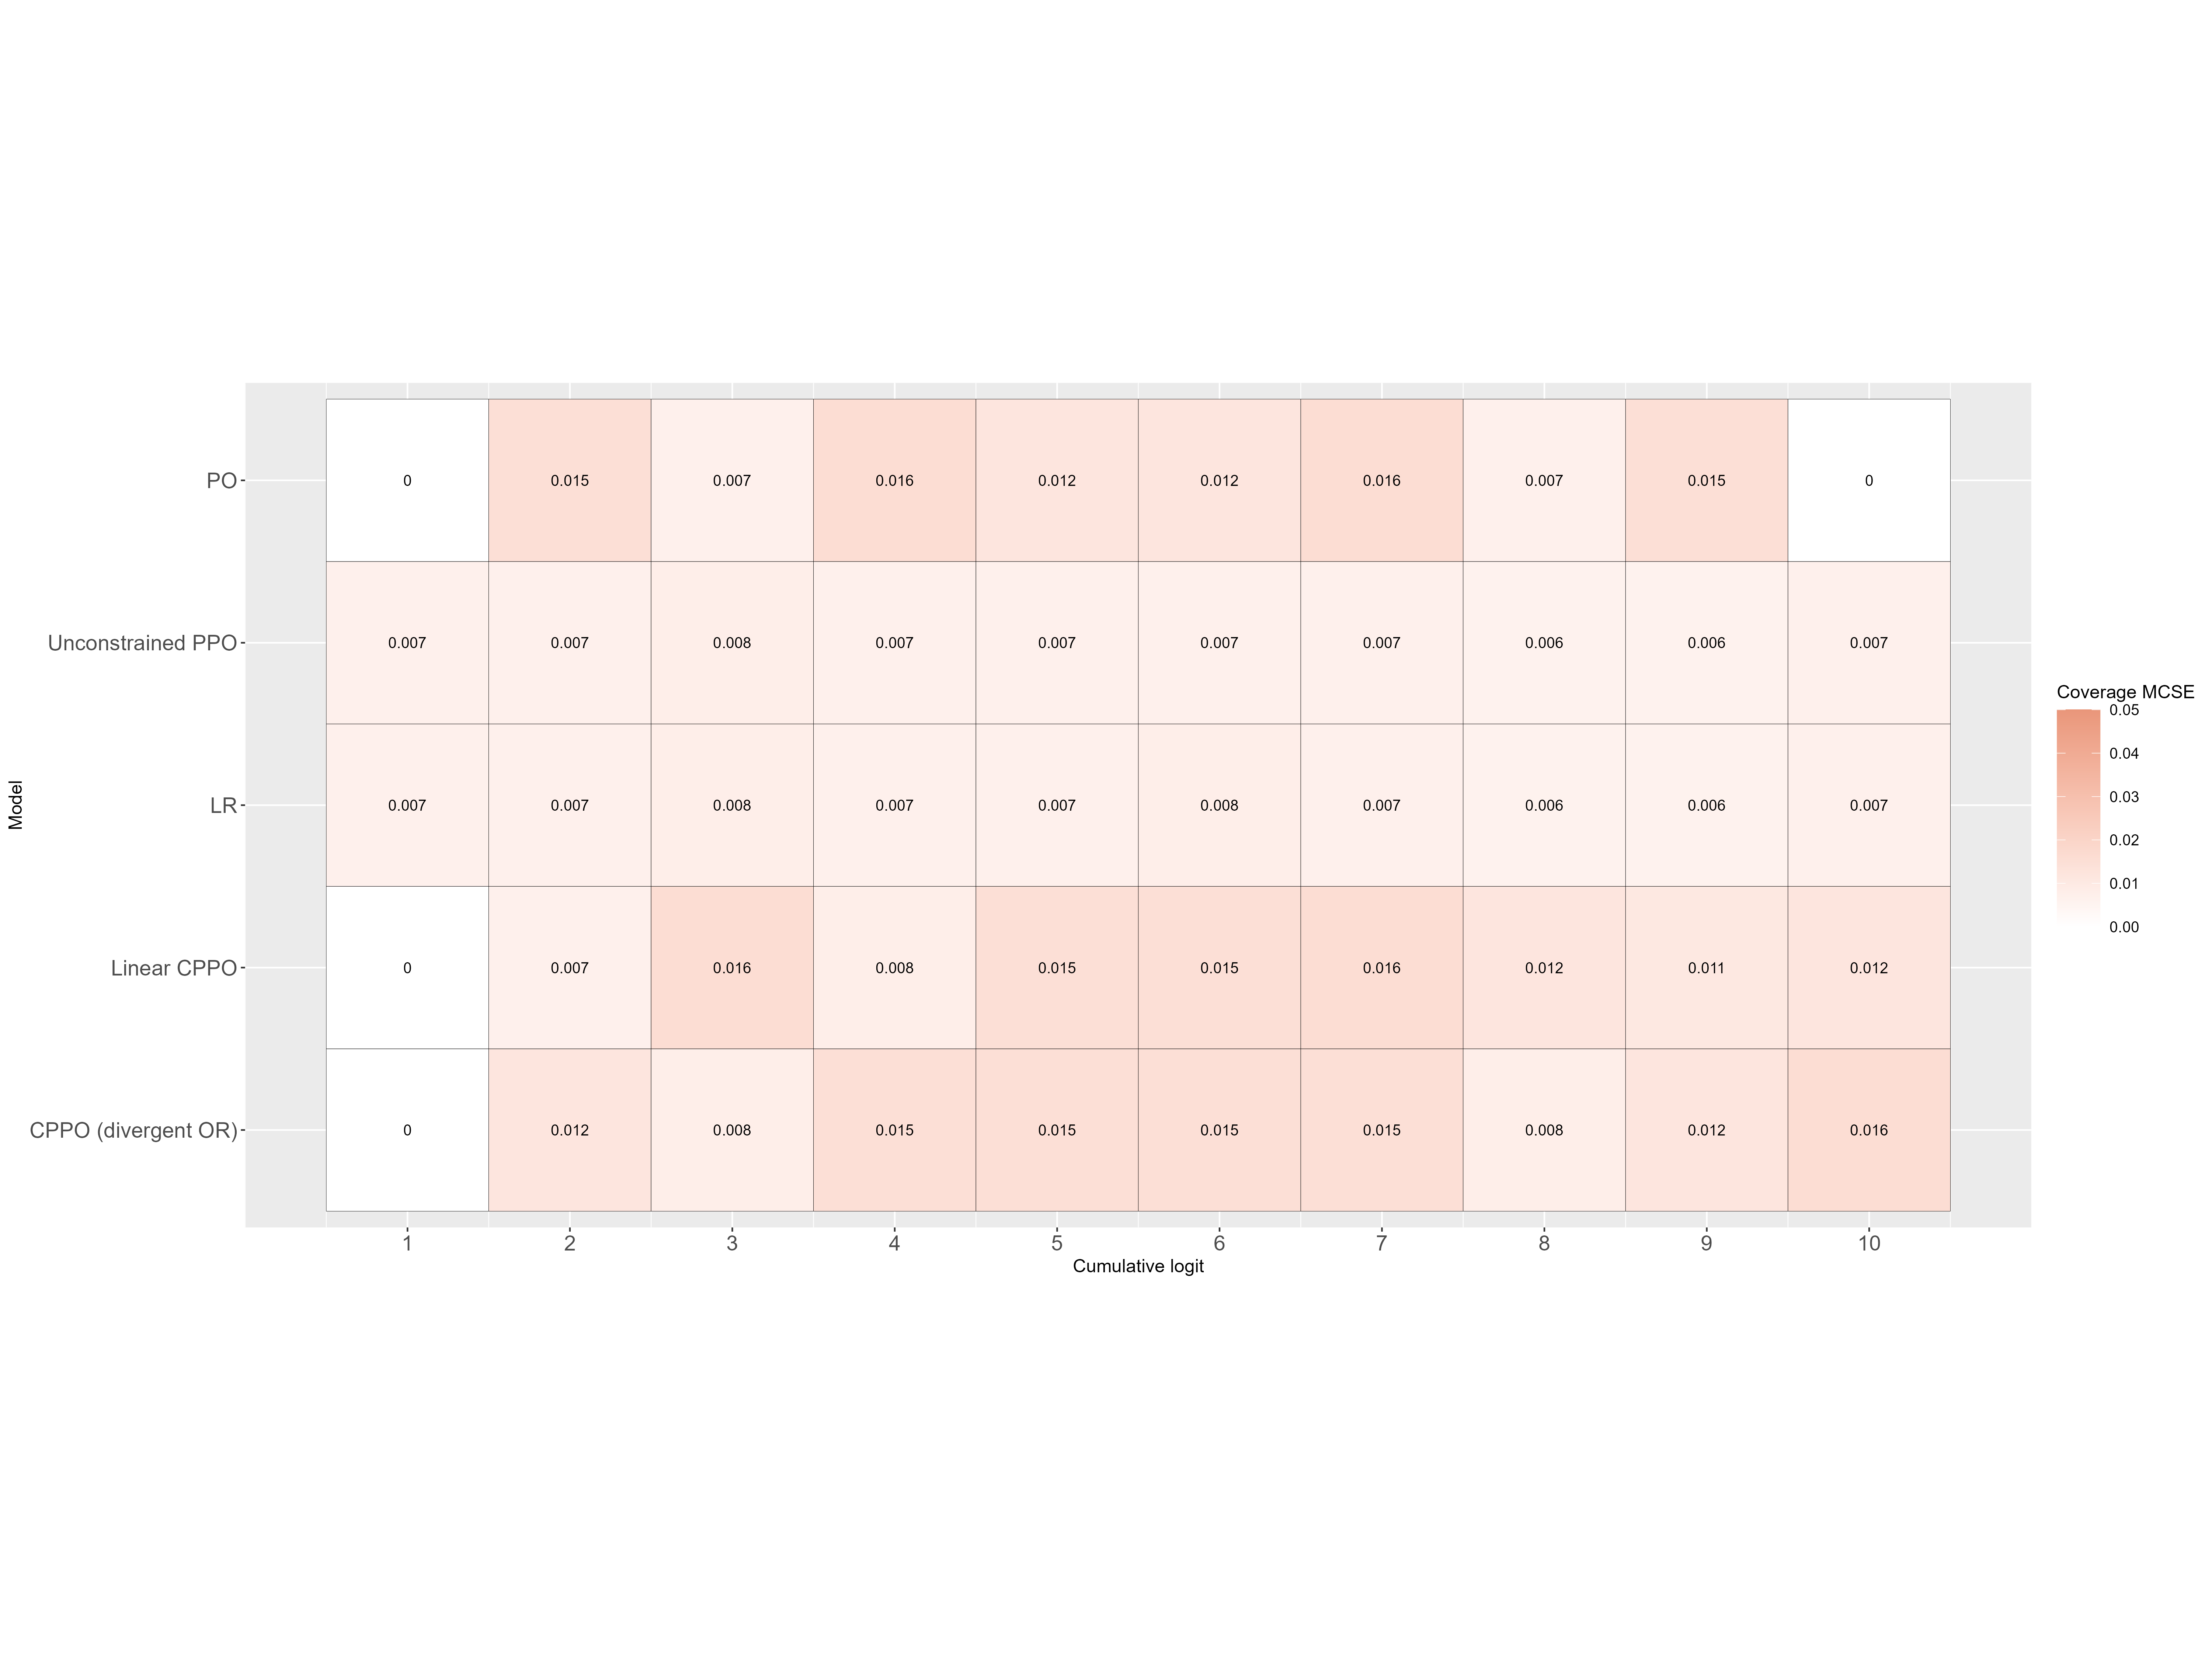 PO
0 0.015 0.007 0.016 0.012 0.012 0.016 0.007 0.015 0
Unconstrained PPO
0.007 0.007 0.008 0.007 0.007 0.007 0.007 0.006 0.006 0.007
LR
0.007 0.007 0.008 0.007 0.007 0.008 0.007 0.006 0.006 0.007
Linear CPPO
0 0.007 0.016 0.008 0.015 0.015 0.016 0.012 0.011 0.012
CPPO (divergent OR)
0 0.012 0.008 0.015 0.015 0.015 0.015 0.008 0.012 0.016
1 2 3 4 5 6 7 8 9 10
Cumulative logit
Model
Coverage MCSE
0.05
0.04
0.03
0.02
0.01
0.00